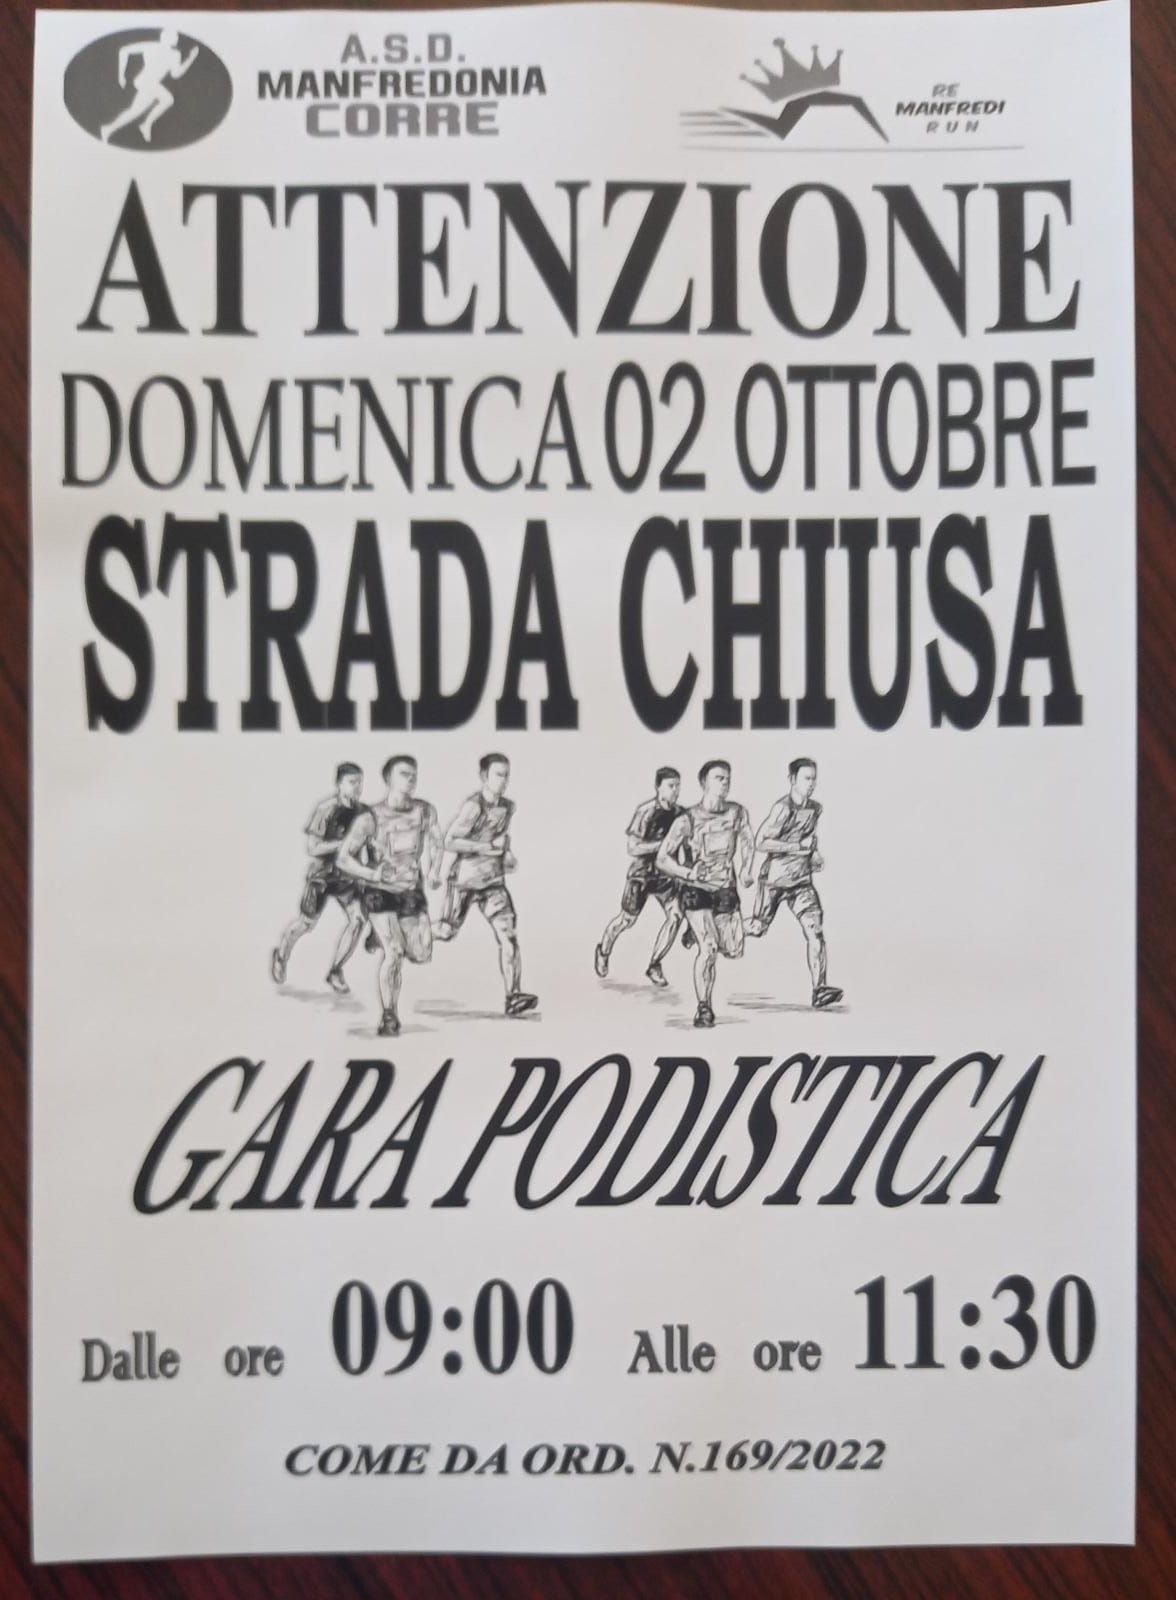 A.S.D.
MANFREDONIA
CORRE
RE
MANFREDI
RUN
ATTENZIONE
DOMENICA 02 OTTOBRE
STRADA CHIUSA
GARA PODISTICA
Dalle ore 09:00 Alle ore 11:30
COME DA ORD. N.169/2022